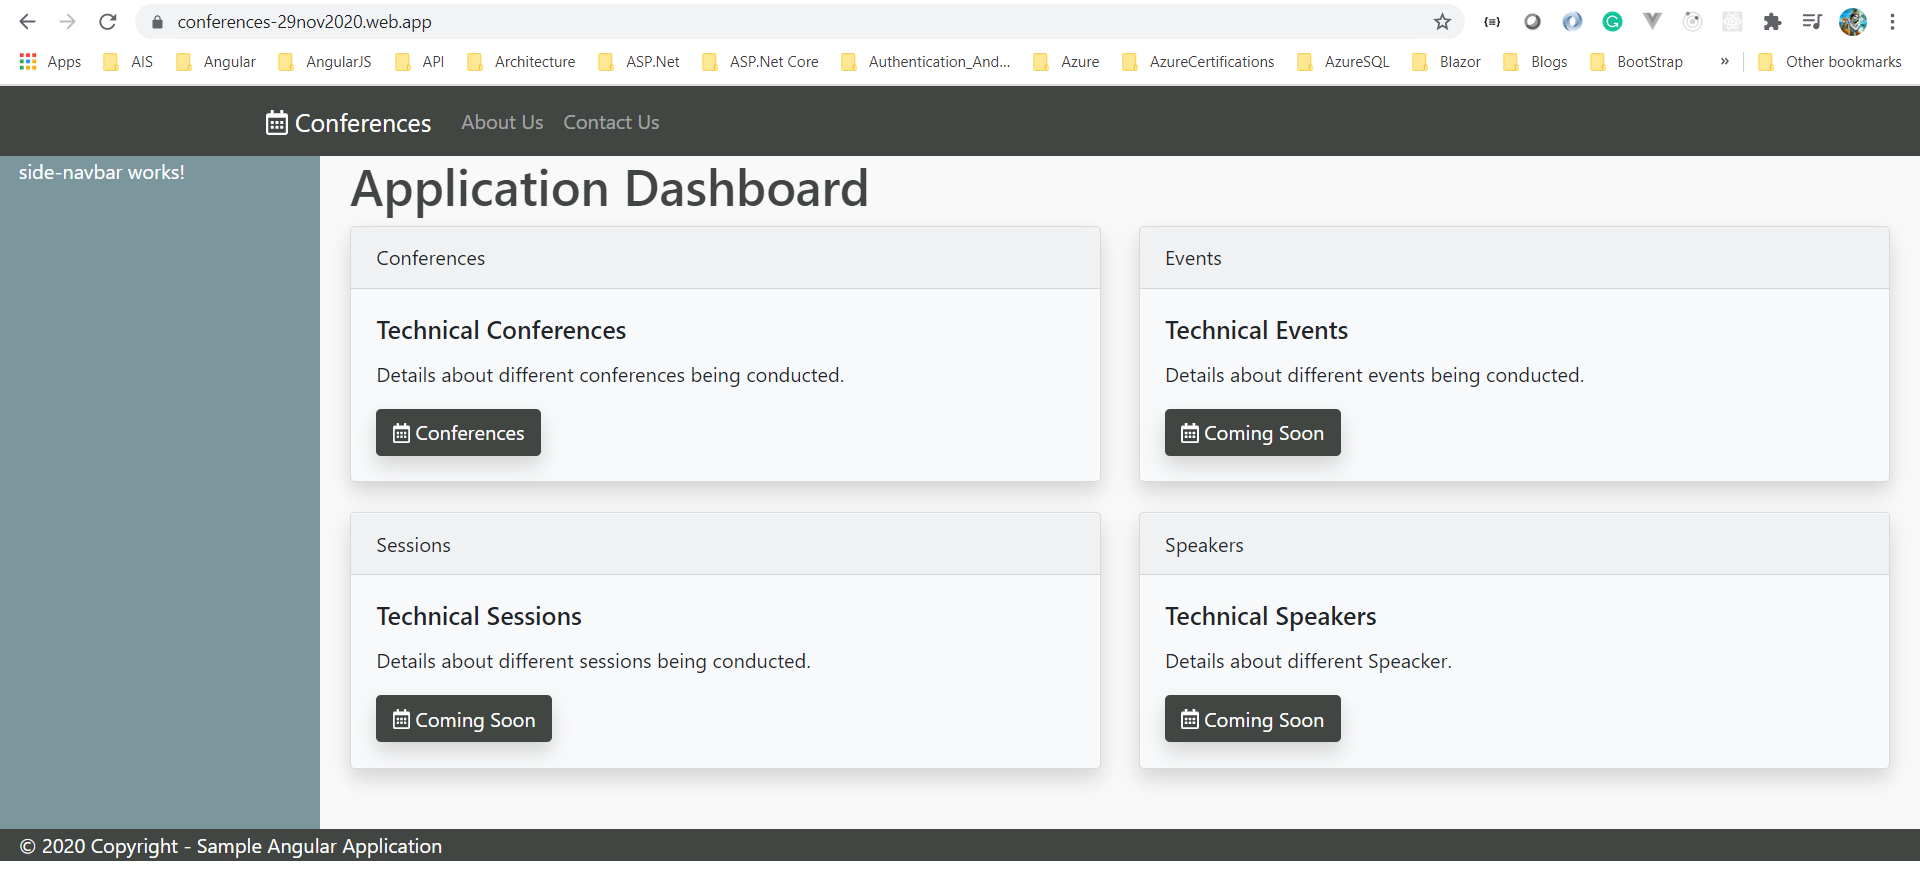 conferences-29nov2020.web.app
Apps AIS Angular AngularJS API Architecture ASP.Net ASP.Net Core Authentication_And... Azure AzureCertifications AzureSQL Blazor Blogs BootStrap » Other bookmarks
Conferences About Us Contact Us
side-navbar works!
Application Dashboard
Conferences
Technical Conferences
Details about different conferences being conducted.
Conferences
Events
Technical Events
Details about different events being conducted.
Coming Soon
Sessions
Technical Sessions
Details about different sessions being conducted.
Coming Soon
Speakers
Technical Speakers
Details about different Speacker.
Coming Soon
© 2020 Copyright - Sample Angular Application